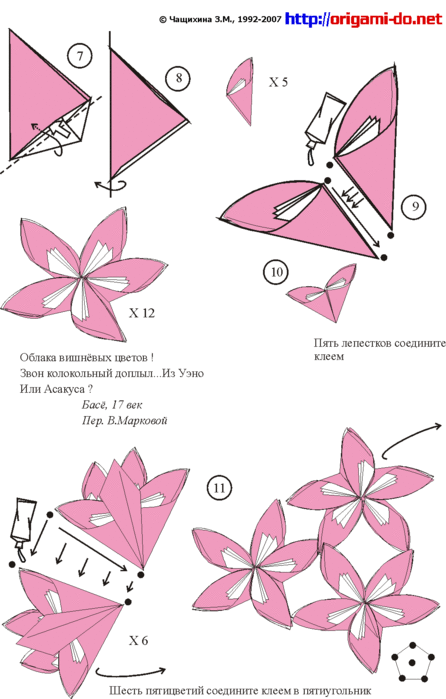 © Чащихина З.М., 1992-2007 http://origami-do.net
7
8
X 5
9
10
X 12
Пять лепестков соедините
клеем
Облака вишнёвых цветов !
Звон колокольный доплыл...Из Уэно
Или Асакуса ?
Басё, 17 век
Пер. В.Марковой
11
X 6
Шесть пятицветий соедините клеем в пятиугольник